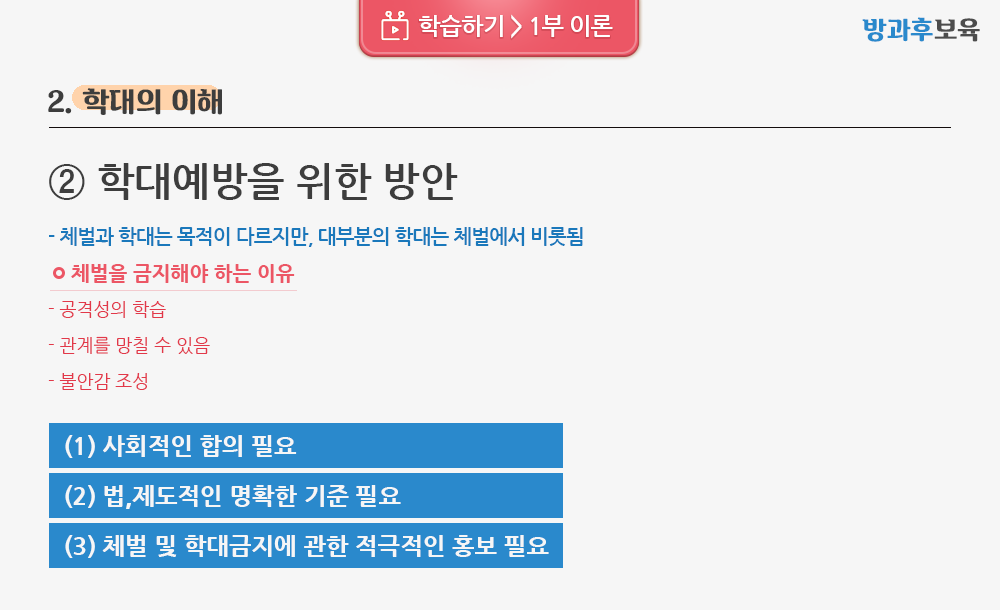 학습하기 > 1부 이론
방과후보육
2. 학대의 이해
② 학대예방을 위한 방안
- 체벌과 학대는 목적이 다르지만, 대부분의 학대는 체벌에서 비롯됨
체벌을 금지해야 하는 이유
- 공격성의 학습
- 관계를 망칠 수 있음
- 불안감 조성
(1) 사회적인 합의 필요
(2) 법,제도적인 명확한 기준 필요
(3) 체벌 및 학대금지에 관한 적극적인 홍보 필요